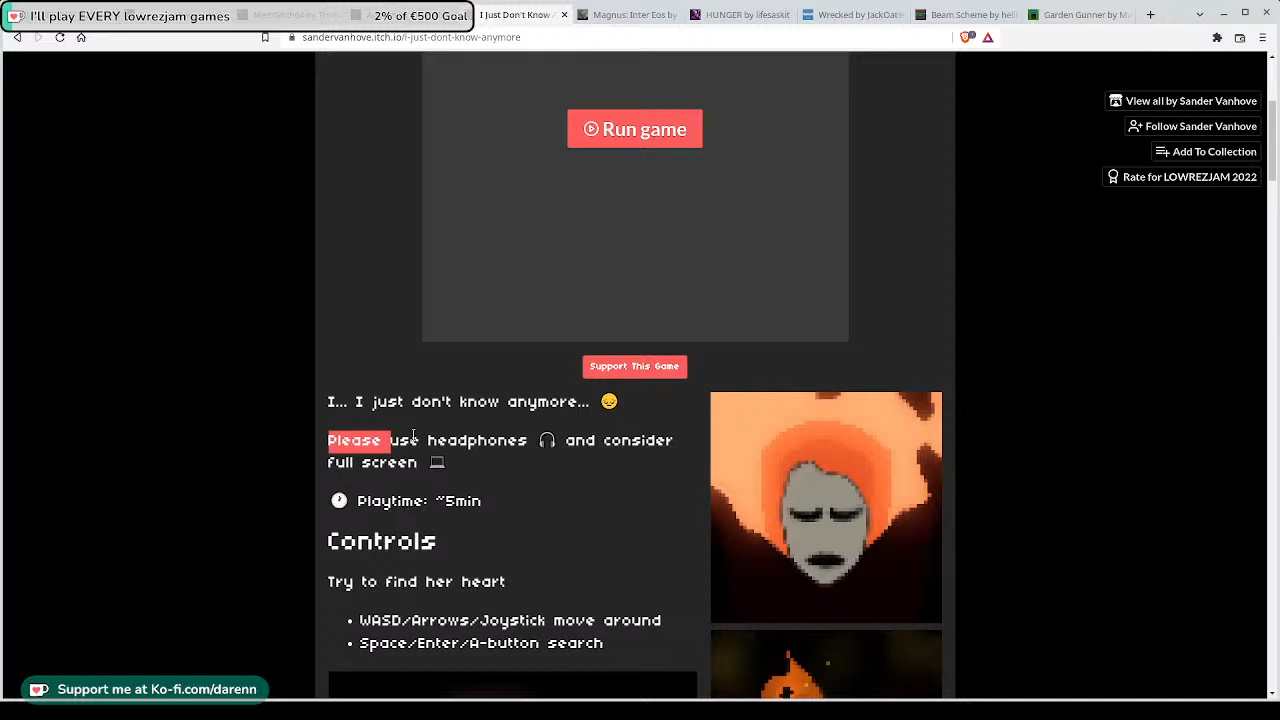 I'll play EVERY lowrezjam games
2% of €500 Goal
I Just Don't Know
Magnus: Inter Eos by
HUNGER by lifesaskit
Wrecked by JackOatle
Beam Scheme by heli
Garden Gunner by Ma
sandervanhove.itch.io/i-just-dont-know-anymore
View all by Sander Vanhove
Follow Sander Vanhove
Add To Collection
Rate for LOWREZJAM 2022
Run game
Support This Game
I... I just don't know anymore... 😔
Please use headphones 🎧 and consider
full screen 💻
🕐 Playtime: ~5min
Controls
Try to find her heart
• WASD/Arrows/Joystick move around
• Space/Enter/A-button search
Support me at Ko-fi.com/darenn